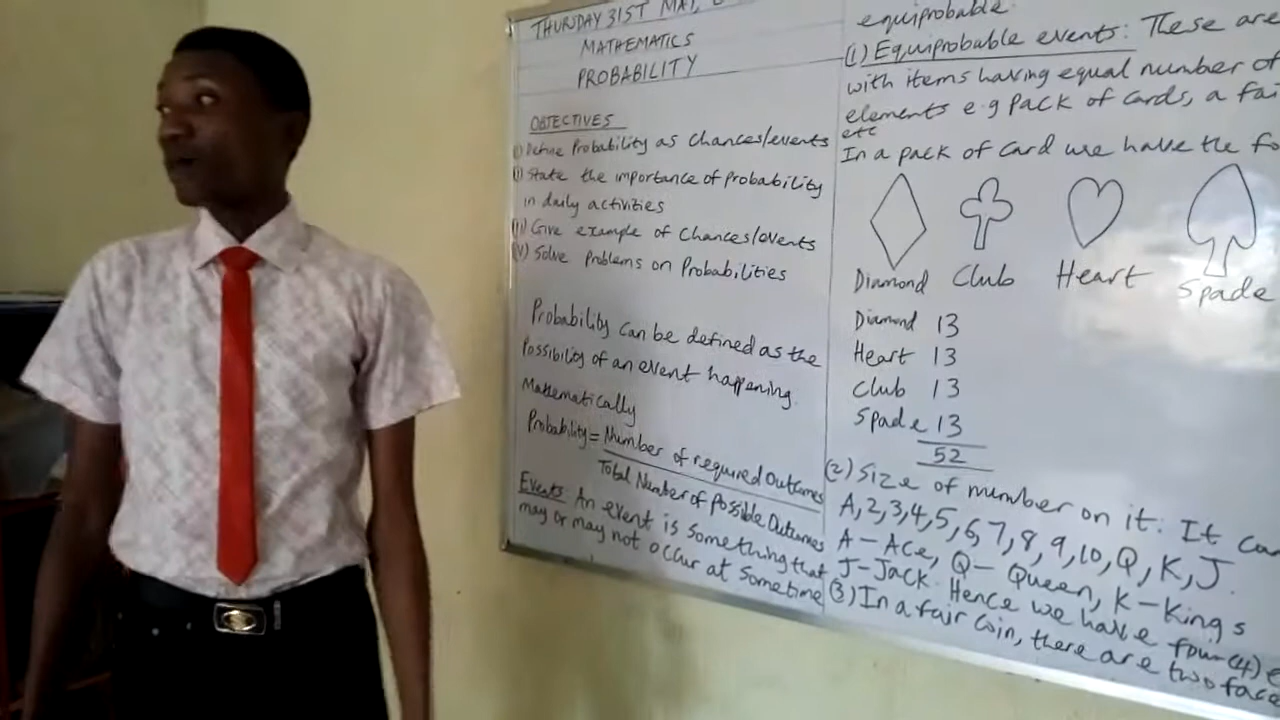 THURDAY 31ST MAY,
MATHEMATICS
PROBABILITY
OBJECTIVES
(i) Define Probability as Chances/events
(ii) State the importance of Probability
in daily activities
(iii) Give example of Chances/events
(iv) Solve Problems on Probabilities
Probability can be defined as the
Possibility of an event happening.
Mathematically
Probability = Number of required Outcomes
Total Number of Possible Outcomes
Events: An event is something that
may or may not occur at sometime
equiprobable.
(1) Equiprobable events: These are
with items having equal number of
elements e.g Pack of Cards, a fai
etc
In a pack of Card we have the fo
Diamond Club Heart Spade
Diamond 13
Heart 13
Club 13
Spade 13
52
(2) Size of number on it: It can
A, 2, 3, 4, 5, 6, 7, 8, 9, 10, Q, K, J.
A - Ace, Q - Queen, K - Kings
J - Jack. Hence we have four (4) e
(3) In a fair Coin, there are two face